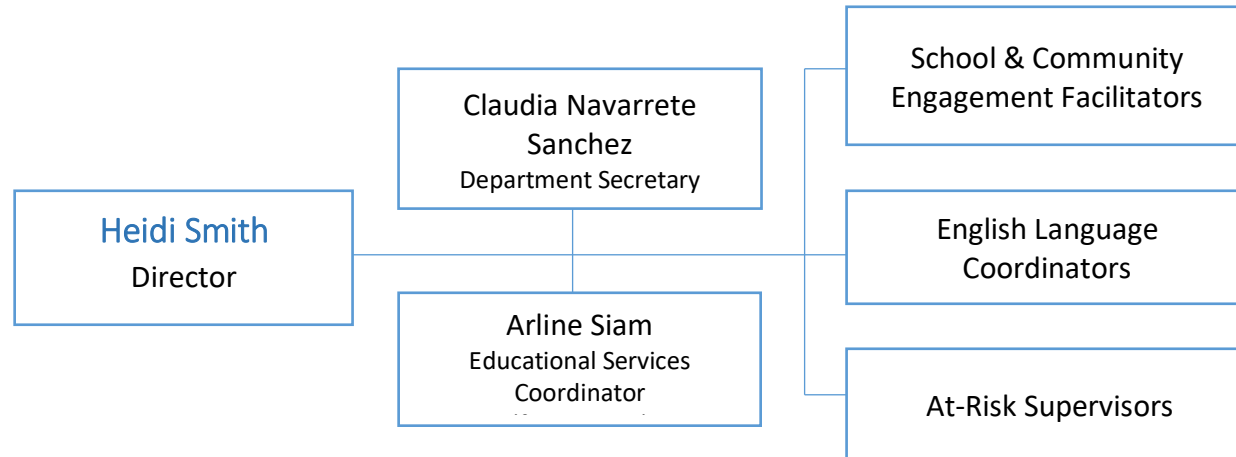 Heidi Smith
Director
Claudia Navarrete
Sanchez
Department Secretary
Arline Siam
Educational Services
Coordinator
School & Community
Engagement Facilitators
English Language
Coordinators
At-Risk Supervisors